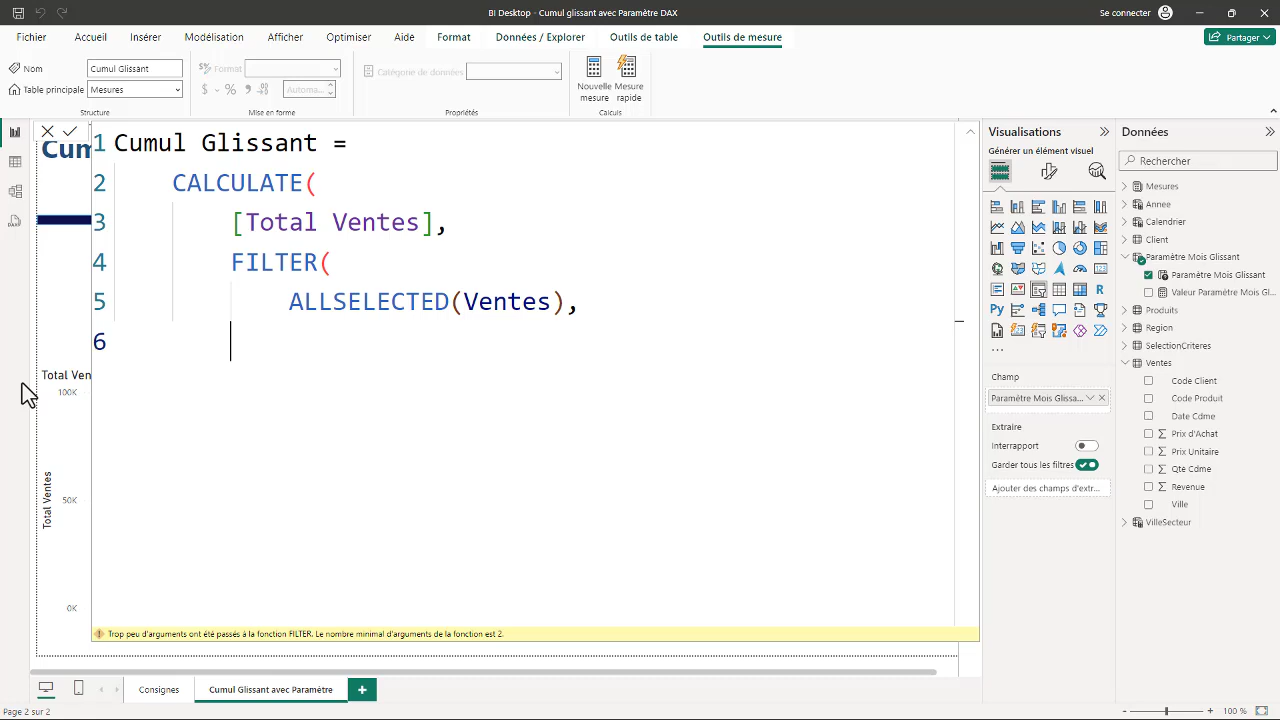 BI Desktop - Cumul glissant avec Paramètre DAX
Se connecter
Fichier
Accueil
Insérer
Modélisation
Afficher
Optimiser
Aide
Format
Données / Explorer
Outils de table
Outils de mesure
Partager
Nom
Cumul Glissant
Table principale
Mesures
Structure
Format
$ % 9 .00
Automa...
Mise en forme
Catégorie de données
Propriétés
Nouvelle mesure
Mesure rapide
Calculs
Cum
1 Cumul Glissant =
2 CALCULATE(
3 [Total Ventes],
4 FILTER(
5 ALLSELECTED(Ventes),
6
Total Ven
100K
50K
0K
Total Ventes
Trop peu d'arguments ont été passés à la fonction FILTER. Le nombre minimal d'arguments de la fonction est 2.
Visualisations
Générer un élément visuel
R
Py
123
...
Champ
Paramètre Mois Glissa...
Extraire
Interrapport
Garder tous les filtres
Ajouter des champs d'extr...
Données
Rechercher
Mesures
Annee
Calendrier
Client
Paramètre Mois Glissant
Paramètre Mois Glissant
Valeur Paramètre Mois Gl...
Produits
Region
SelectionCriteres
Ventes
Code Client
Code Produit
Date Cdme
Prix d'Achat
Prix Unitaire
Qte Cdme
Revenue
Ville
VilleSecteur
Consignes
Cumul Glissant avec Paramètre
+
Page 2 sur 2
- + 100 %